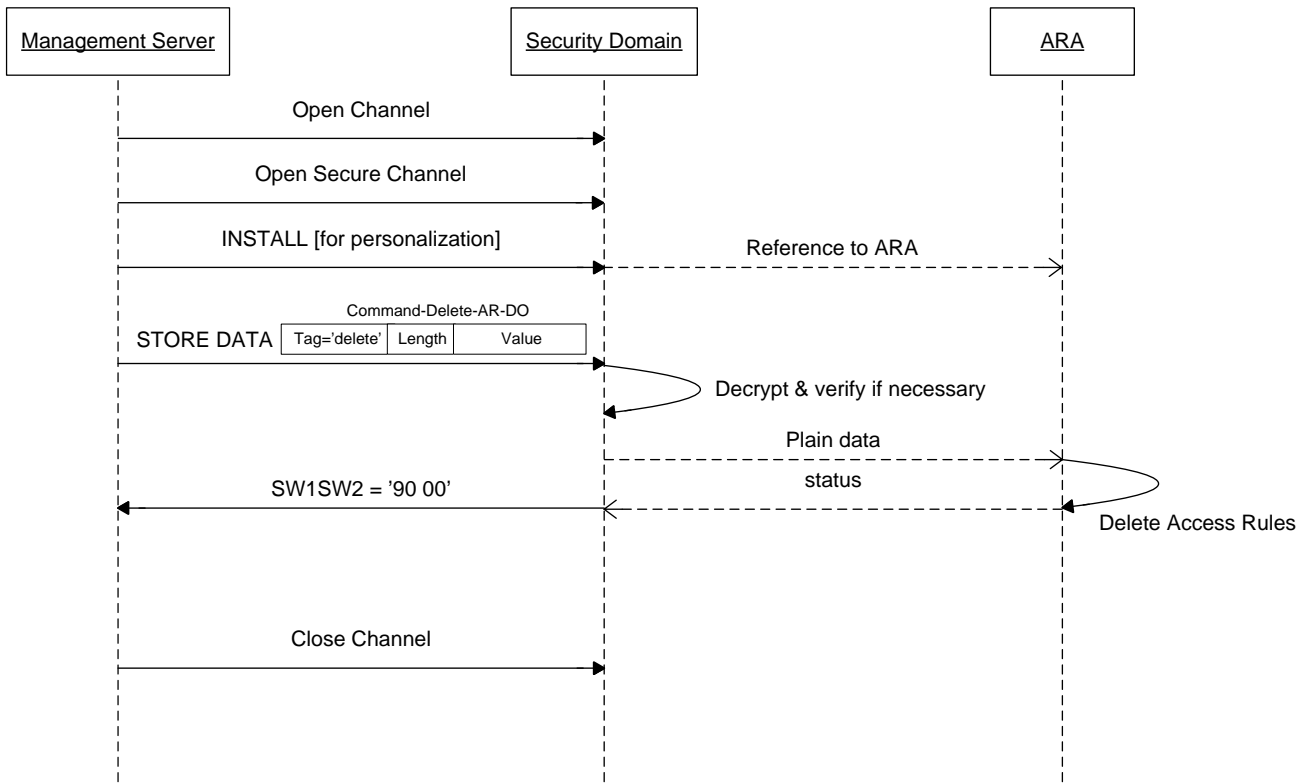 Management Server
Security Domain
ARA
Open Channel
Open Secure Channel
INSTALL [for personalization]
Reference to ARA
Command-Delete-AR-DO
STORE DATA
Tag='delete'
Length
Value
Decrypt & verify if necessary
Plain data
status
SW1SW2 = '90 00'
Delete Access Rules
Close Channel